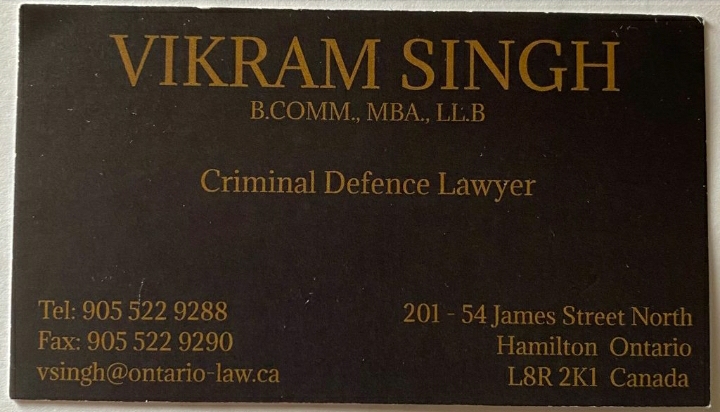 VIKRAM SINGH
B.COMM., MBA., LL.B
Criminal Defence Lawyer
Tel: 905 522 9288
Fax: 905 522 9290
vsingh@ontario-law.ca
201 - 54 James Street North
Hamilton Ontario
L8R 2K1 Canada